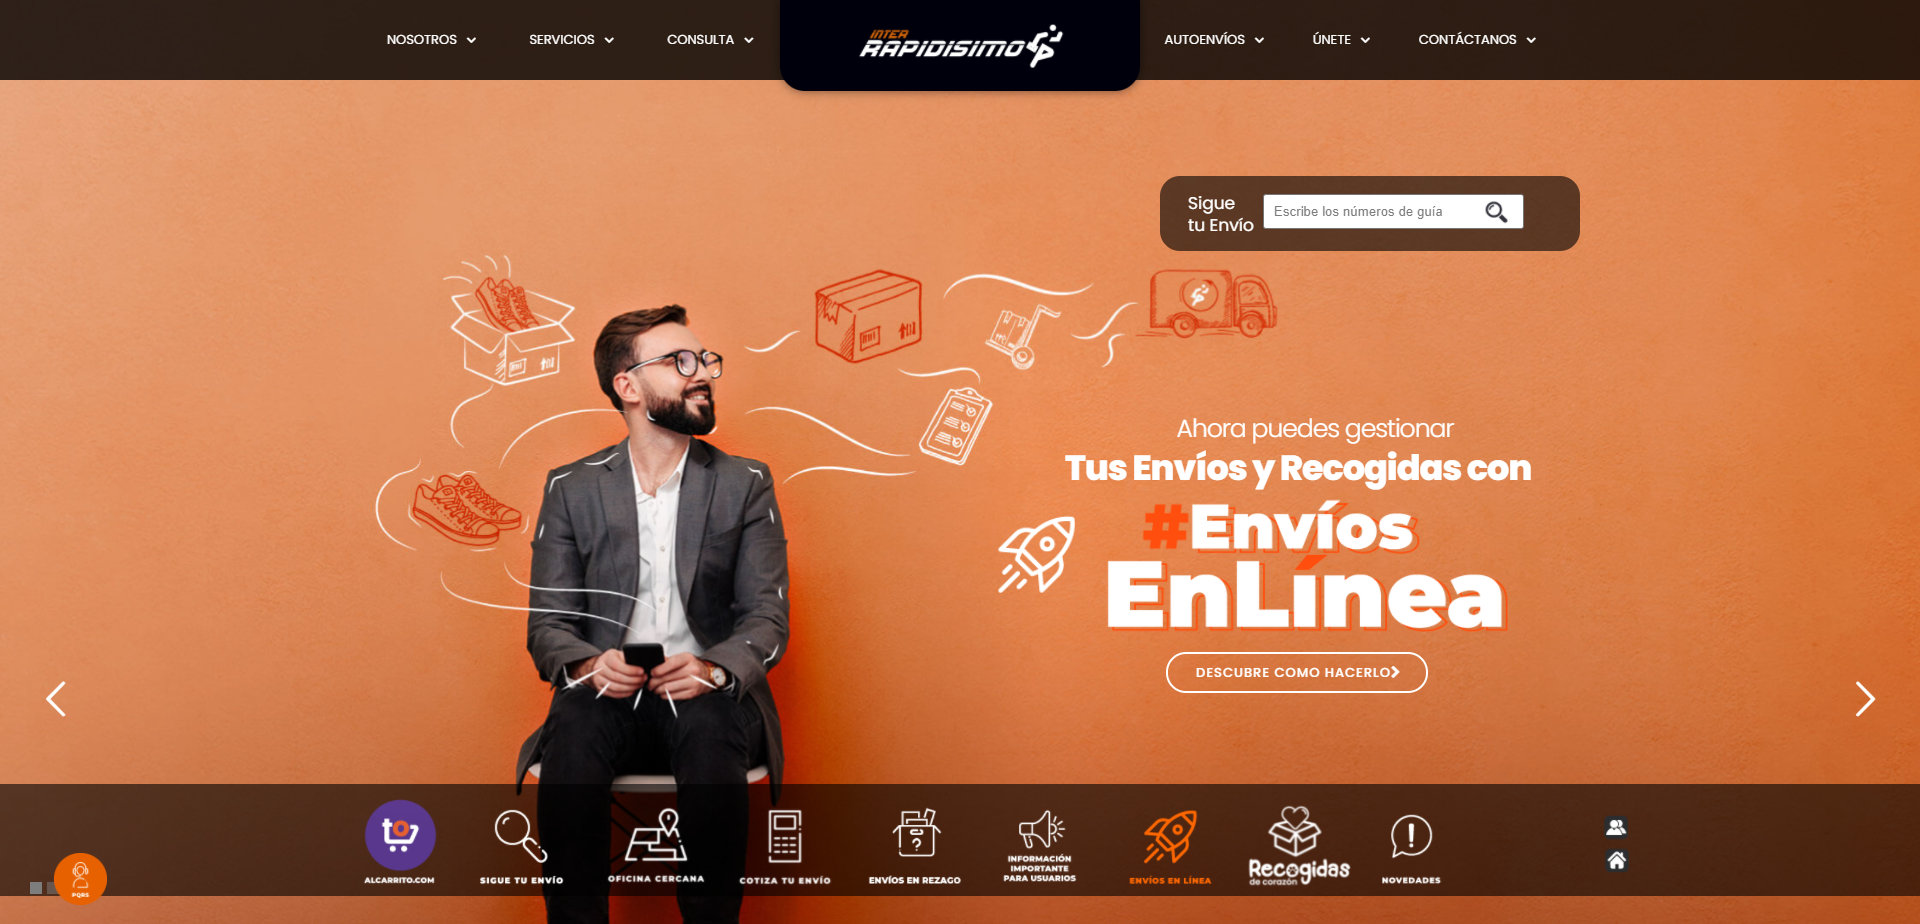 NOSOTROS
SERVICIOS
CONSULTA
INTER
RAPIDISIMO
AUTOENVÍOS
ÚNETE
CONTÁCTANOS
Sigue
tu Envío
Escribe los números de guía
Ahora puedes gestionar
Tus Envíos y Recogidas con
#Envíos
EnLínea
DESCUBRE COMO HACERLO
to
ALCARRITO.COM
SIGUE TU ENVÍO
OFICINA CERCANA
COTIZA TU ENVÍO
ENVÍOS EN REZAGO
INFORMACIÓN
IMPORTANTE
PARA USUARIOS
ENVÍOS EN LÍNEA
Recogidas
de corazón
NOVEDADES
PQRS